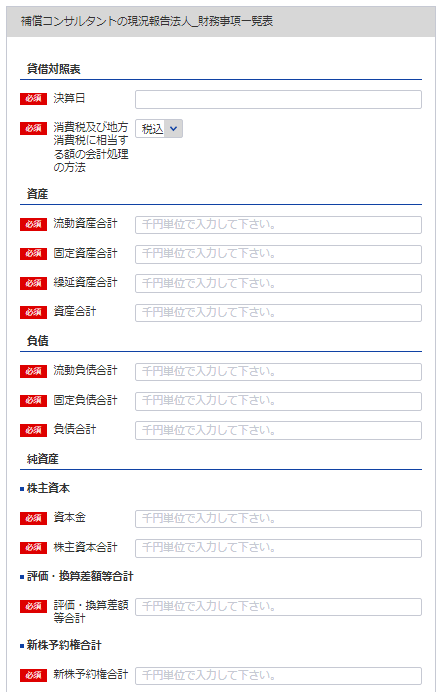 補償コンサルタントの現況報告法人_財務事項一覧表
貸借対照表
必須 決算日
必須 消費税及び地方
消費税に相当す
る額の会計処理
の方法
税込
資産
必須 流動資産合計 千円単位で入力して下さい。
必須 固定資産合計 千円単位で入力して下さい。
必須 繰延資産合計 千円単位で入力して下さい。
必須 資産合計 千円単位で入力して下さい。
負債
必須 流動負債合計 千円単位で入力して下さい。
必須 固定負債合計 千円単位で入力して下さい。
必須 負債合計 千円単位で入力して下さい。
純資産
株主資本
必須 資本金 千円単位で入力して下さい。
必須 株主資本合計 千円単位で入力して下さい。
評価・換算差額等合計
必須 評価・換算差額 千円単位で入力して下さい。
等合計
新株予約権合計
必須 新株予約権合計 千円単位で入力して下さい。